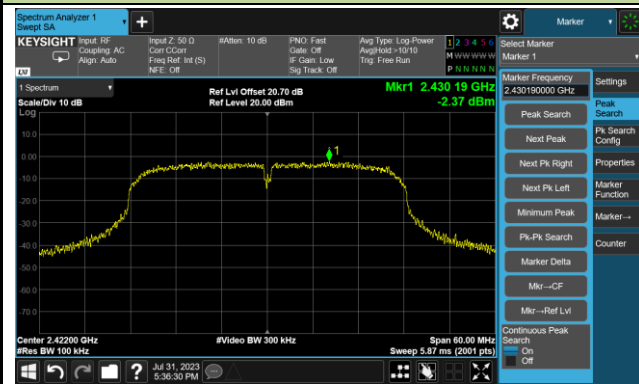 Spectrum Analyzer 1
Swept SA
+
Marker
KEYSIGHT
Input: RF
Coupling: AC
Align: Auto
Input Z: 50 Ω
Corr CCorr
Freq Ref: Int (S)
NFE: Off
#Atten: 10 dB
PNO: Fast
Gate: Off
IF Gain: Low
Sig Track: Off
Avg Type: Log-Power
Avg|Hold:>10/10
Trig: Free Run
1 2 3 4 5 6
M W W W W W
P N N N N N
LXI
Select Marker
Marker 1
1 Spectrum
Scale/Div 10 dB
Log
Ref Lvl Offset 20.70 dB
Ref Level 20.00 dBm
Mkr1 2.430 19 GHz
-2.37 dBm
10.0
0.00
-10.0
-20.0
-30.0
-40.0
-50.0
-60.0
-70.0
1
Center 2.42200 GHz
#Res BW 100 kHz
#Video BW 300 kHz
Span 60.00 MHz
Sweep 5.87 ms (2001 pts)
Marker Frequency
2.430190000 GHz
Peak Search
Next Peak
Next Pk Right
Next Pk Left
Minimum Peak
Pk-Pk Search
Marker Delta
Mkr→CF
Mkr→Ref Lvl
Continuous Peak
Search
On
Off
Settings
Peak
Search
Pk Search
Config
Properties
Marker
Function
Marker→
Counter
?
Jul 31, 2023
5:36:30 PM